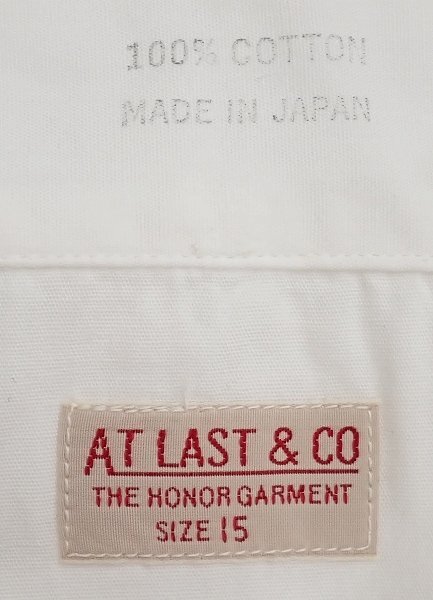 100% COTTON
MADE IN JAPAN
AT LAST & CO
THE HONOR GARMENT
SIZE 15